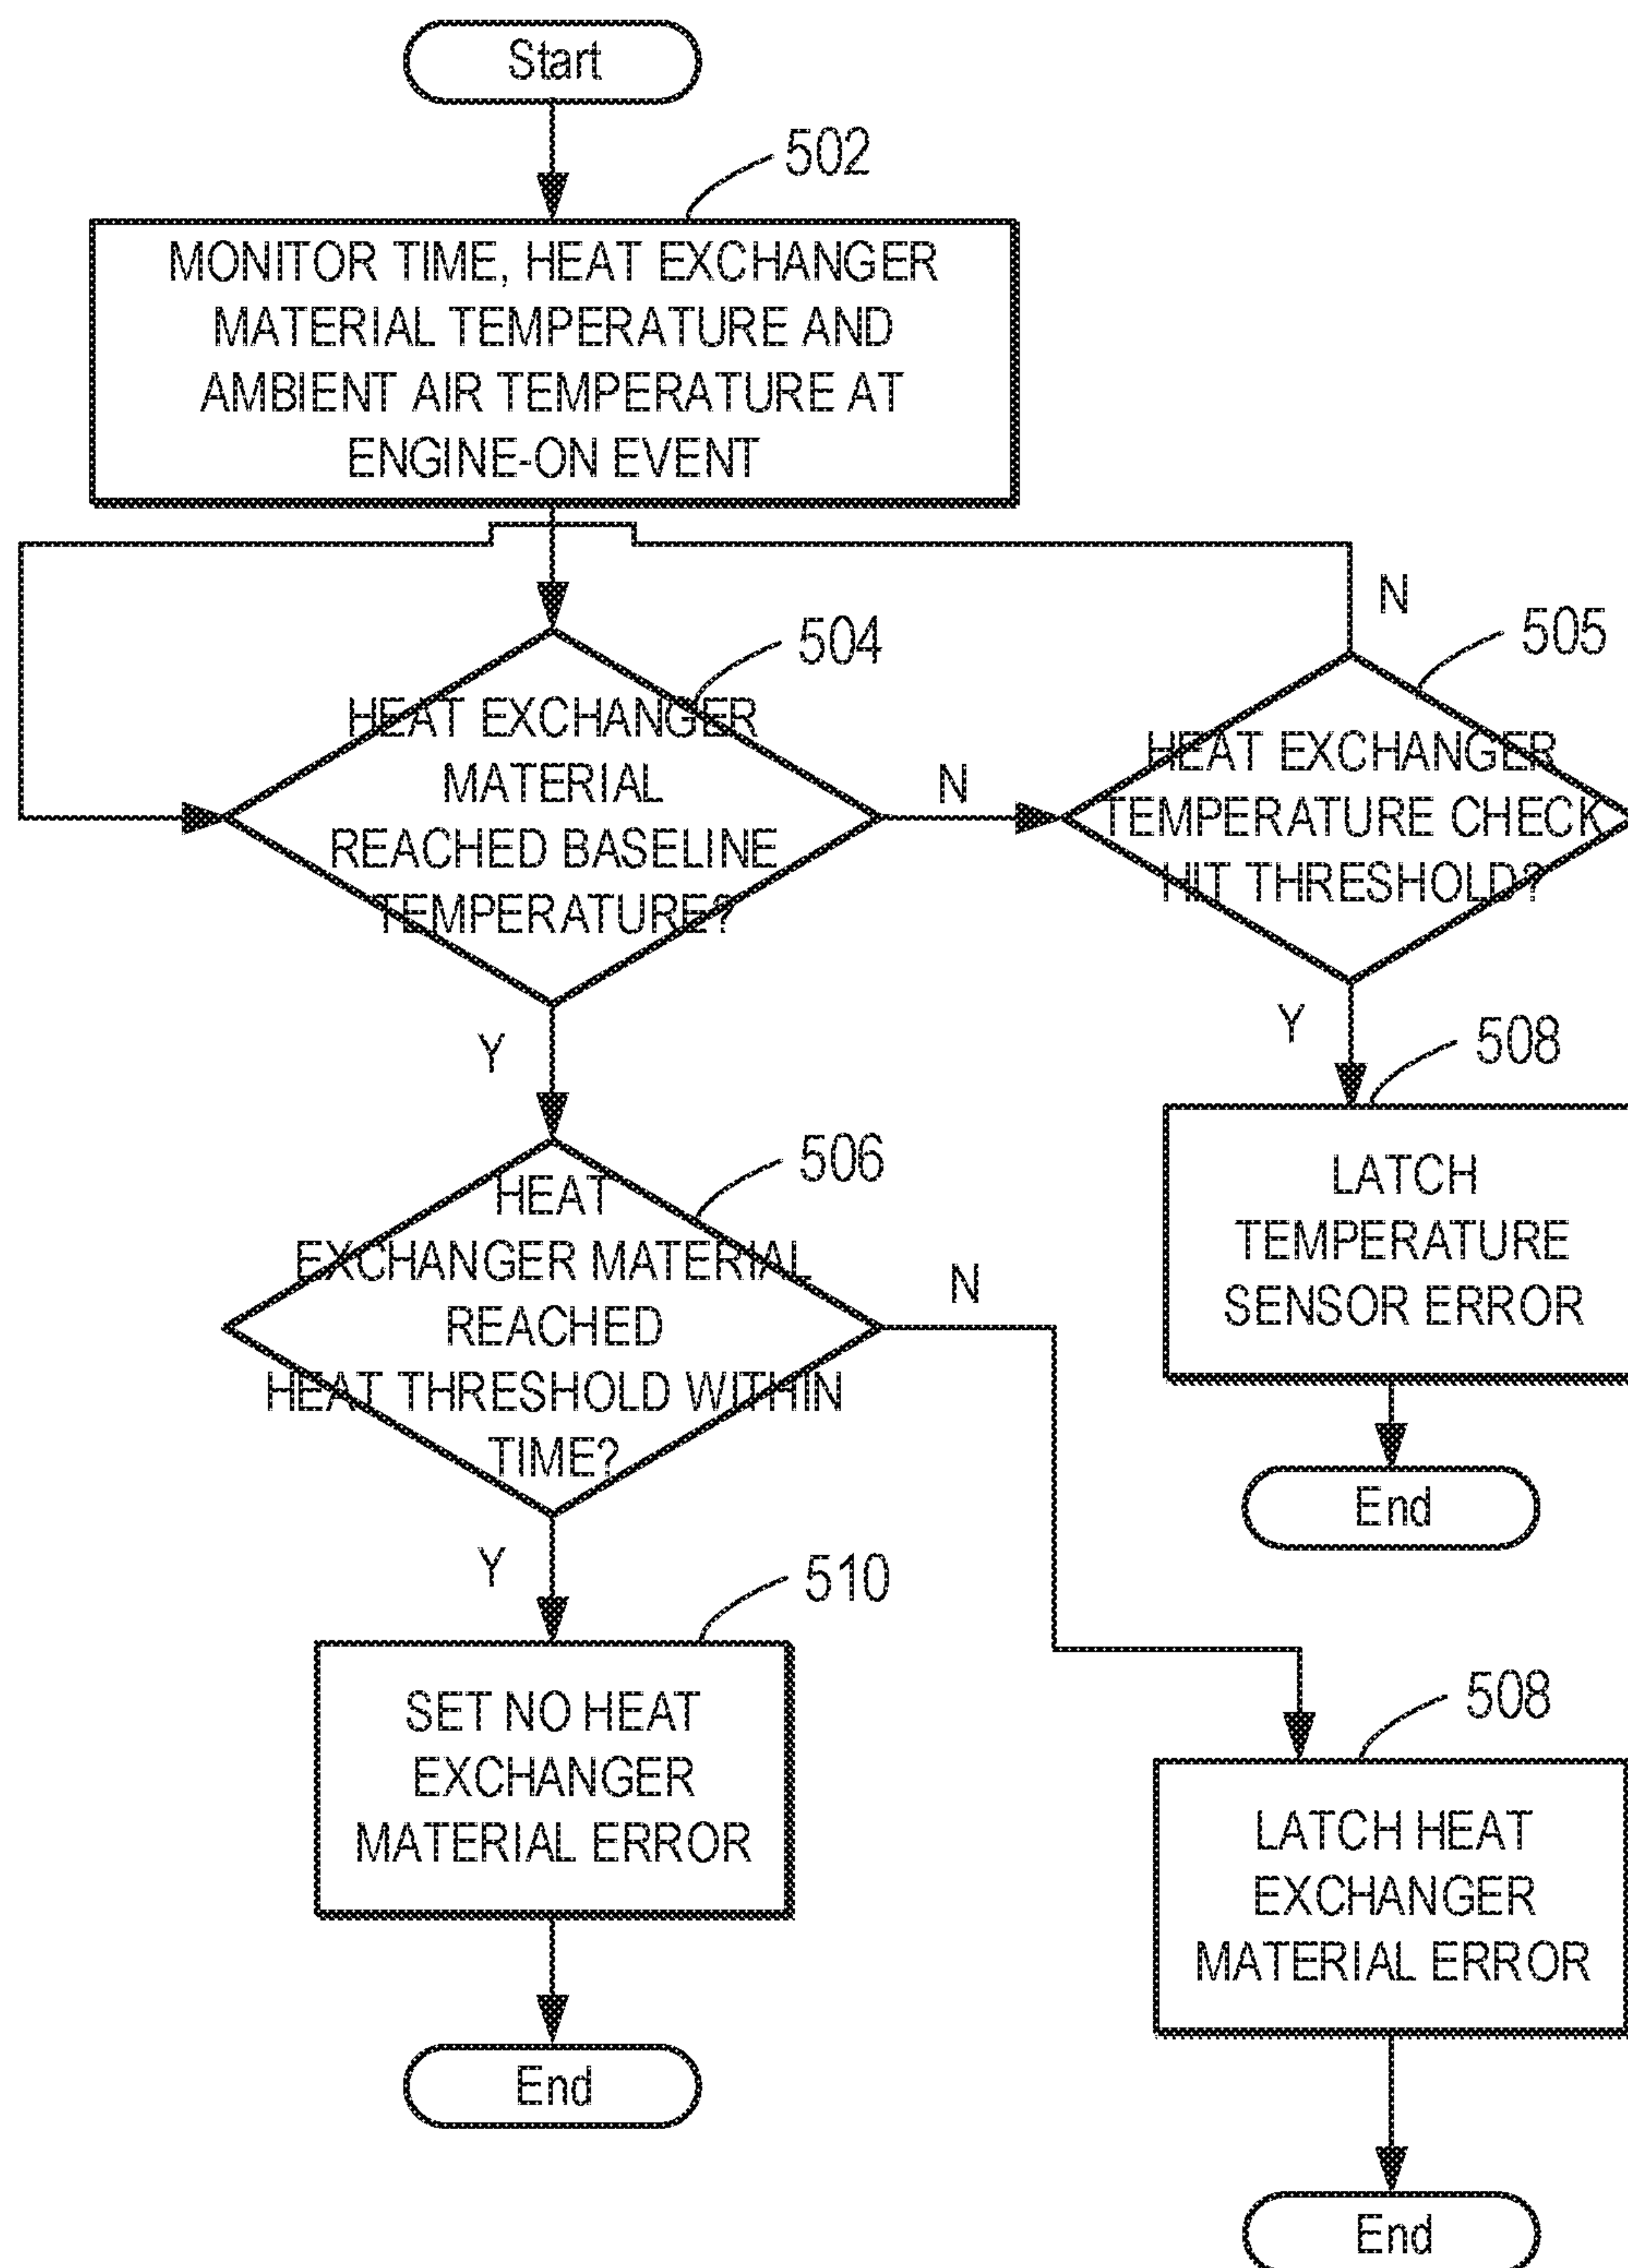 Start
502
MONITOR TIME, HEAT EXCHANGER
MATERIAL TEMPERATURE AND
AMBIENT AIR TEMPERATURE AT
ENGINE-ON EVENT
504
HEAT EXCHANGER
MATERIAL
REACHED BASELINE
TEMPERATURE?
N
N
505
HEAT EXCHANGER
TEMPERATURE CHECK
HIT THRESHOLD?
Y
Y
508
LATCH
TEMPERATURE
SENSOR ERROR
End
506
HEAT
EXCHANGER MATERIAL
REACHED
HEAT THRESHOLD WITHIN
TIME?
N
Y
510
SET NO HEAT
EXCHANGER
MATERIAL ERROR
End
508
LATCH HEAT
EXCHANGER
MATERIAL ERROR
End